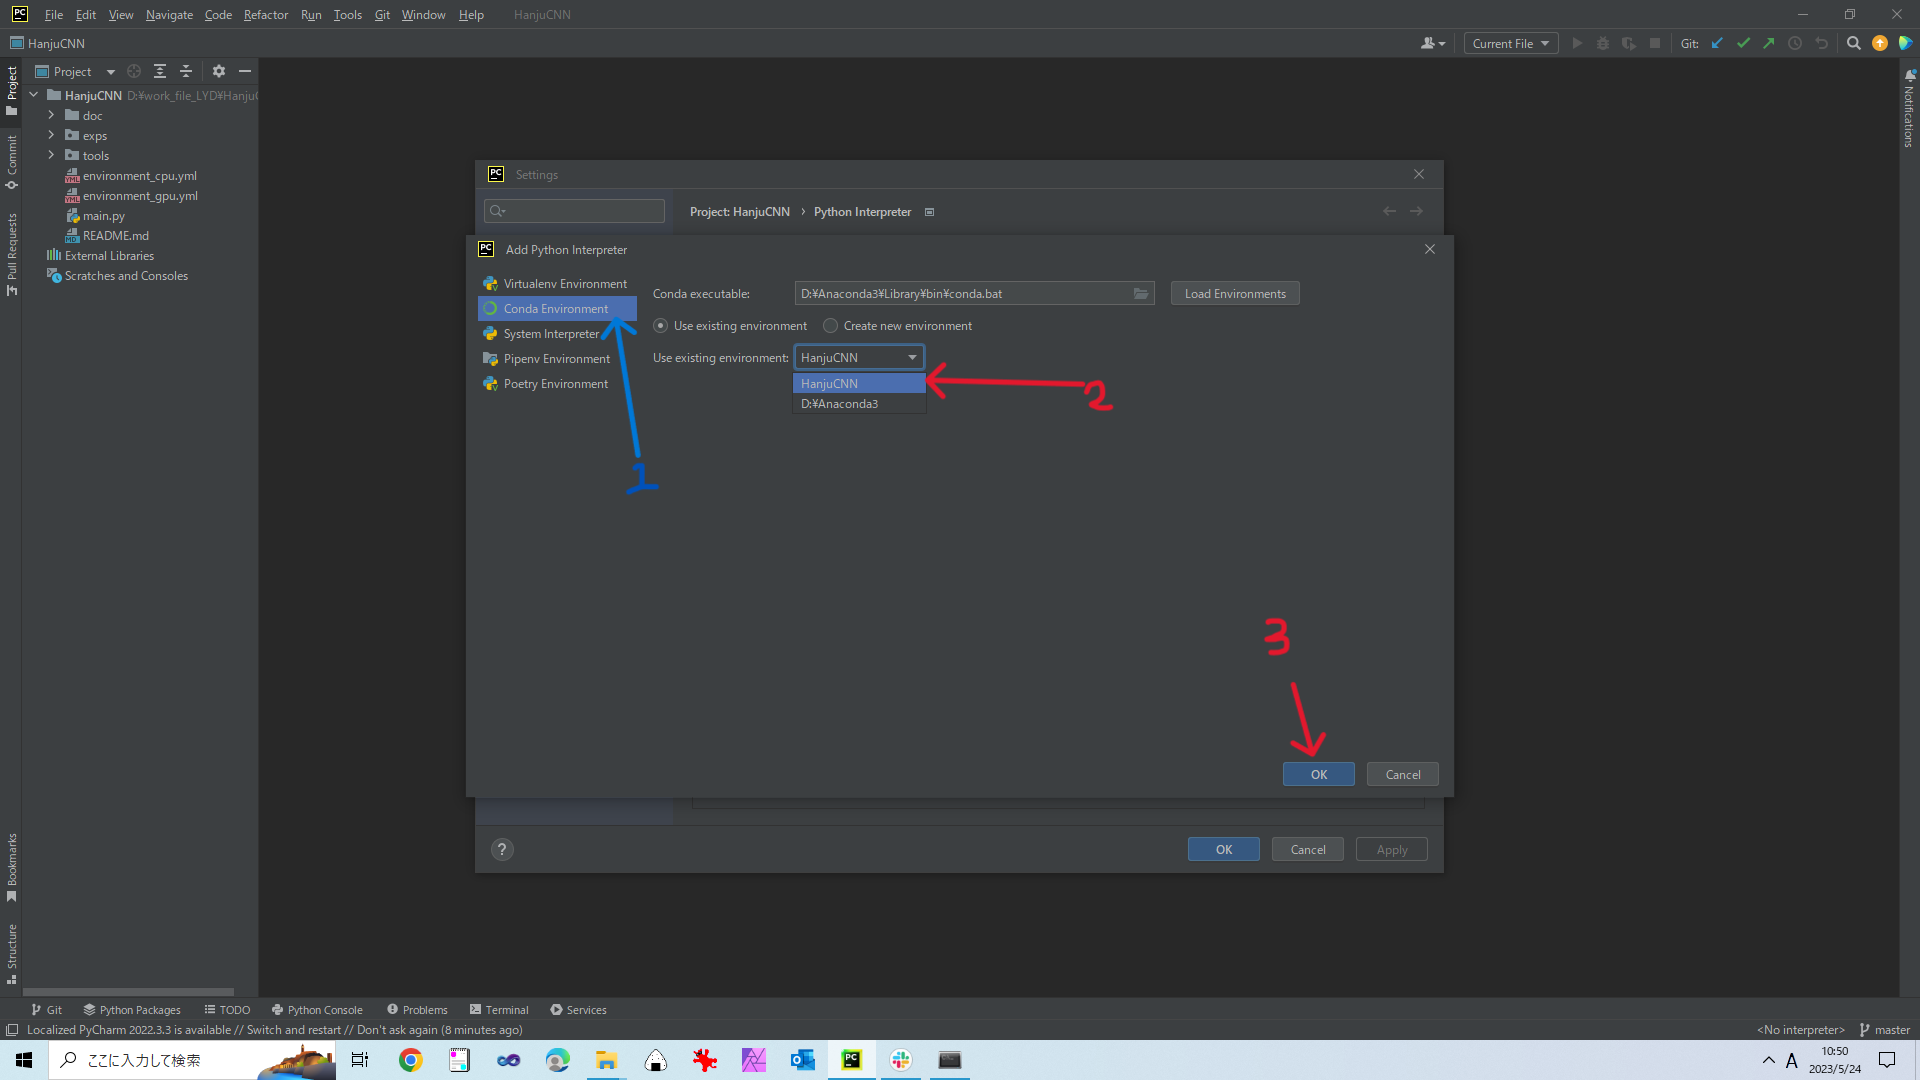 PC File Edit View Navigate Code Refactor Run Tools Git Window Help HanjuCNN
HanjuCNN
Current File
Git:
Project
HanjuCNN D:¥work_file_LYD¥HanjuC
doc
exps
tools
environment_cpu.yml
environment_gpu.yml
main.py
README.md
External Libraries
Scratches and Consoles
Project
Commit
Pull Requests
Bookmarks
Structure
Notifications
PC Settings
Project: HanjuCNN › Python Interpreter
PC Add Python Interpreter
Virtualenv Environment
Conda Environment
System Interpreter
Pipenv Environment
Poetry Environment
Conda executable: D:¥Anaconda3¥Library¥bin¥conda.bat Load Environments
Use existing environment Create new environment
Use existing environment: HanjuCNN
HanjuCNN
D:¥Anaconda3
1
2
3
OK Cancel
? OK Cancel Apply
Git Python Packages TODO Python Console Problems Terminal Services
Localized PyCharm 2022.3.3 is available // Switch and restart // Don't ask again (8 minutes ago)
<No interpreter> master
ここに入力して検索
A
10:50
2023/5/24